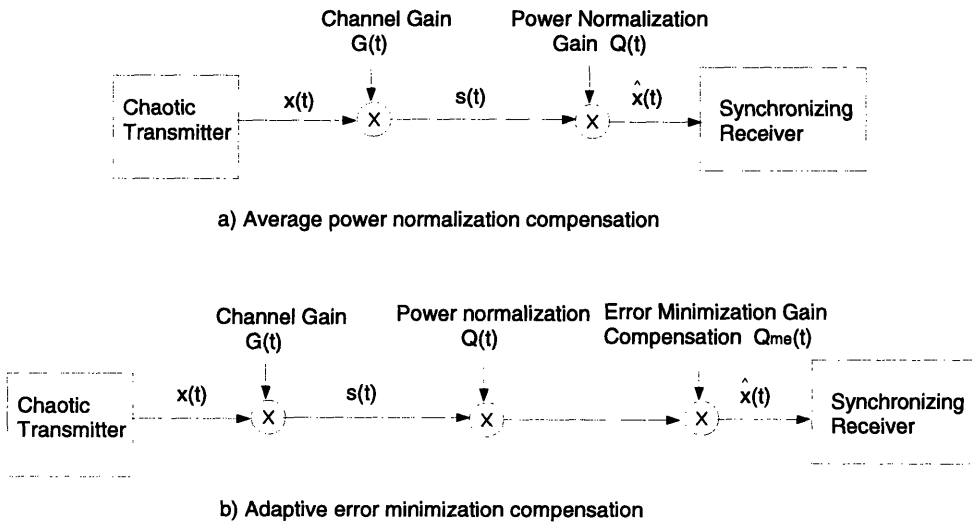 Channel Gain
G(t)
Power Normalization
Gain Q(t)
Chaotic
Transmitter
x(t)
X
s(t)
X
x̂(t)
Synchronizing
Receiver
a) Average power normalization compensation
Channel Gain
G(t)
Power normalization
Q(t)
Error Minimization Gain
Compensation Qme(t)
Chaotic
Transmitter
x(t)
X
s(t)
X
X
x̂(t)
Synchronizing
Receiver
b) Adaptive error minimization compensation